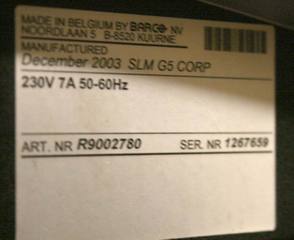 MADE IN BELGIUM BY BARCO NV
NOORDLAAN 5 B-8520 KUURNE
MANUFACTURED
December 2003 SLM G5 CORP
230V 7A 50-60Hz
ART. NR R9002780 SER. NR 1267659